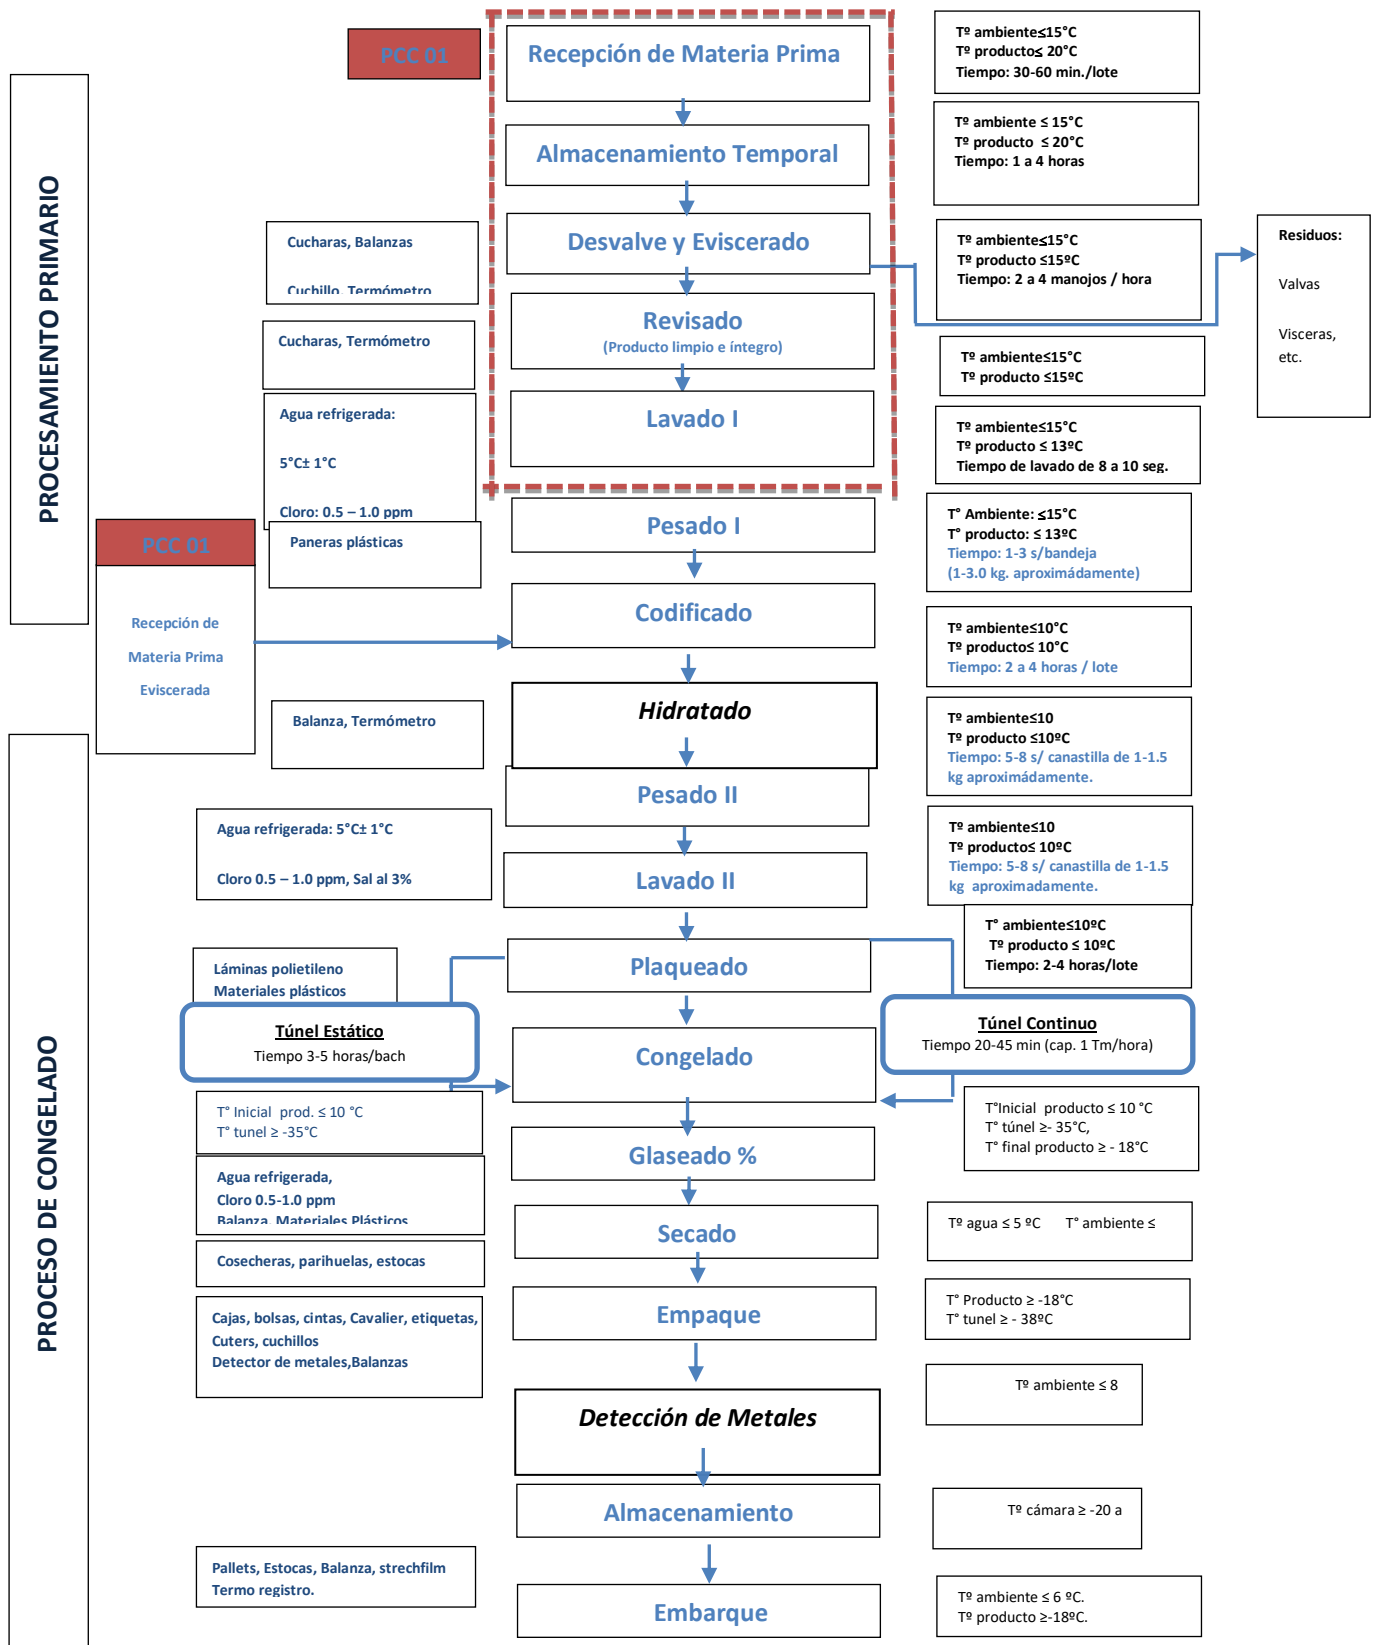 PCC 01
Recepción de Materia Prima
Tº ambiente≤15°C
Tº producto≤ 20°C
Tiempo: 30-60 min./lote
PROCESAMIENTO PRIMARIO
Almacenamiento Temporal
Tº ambiente ≤ 15°C
Tº producto ≤ 20°C
Tiempo: 1 a 4 horas
Cucharas, Balanzas
Cuchillo, Termómetro
Desvalve y Eviscerado
Tº ambiente≤15°C
Tº producto ≤15ºC
Tiempo: 2 a 4 manojos / hora
Residuos:
Valvas
Visceras,
etc.
Cucharas, Termómetro
Revisado
(Producto limpio e íntegro)
Tº ambiente≤15°C
Tº producto ≤15ºC
Agua refrigerada:
5°C± 1°C
Cloro: 0.5 – 1.0 ppm
Lavado I
Tº ambiente≤15°C
Tº producto ≤ 13ºC
Tiempo de lavado de 8 a 10 seg.
Paneras plásticas
Pesado I
T° Ambiente: ≤15°C
T° producto: ≤ 13ºC
Tiempo: 1-3 s/bandeja
(1-3.0 kg. aproximádamente)
PCC 01
Recepción de
Materia Prima
Eviscerada
Codificado
Tº ambiente≤10°C
Tº producto≤ 10°C
Tiempo: 2 a 4 horas / lote
Balanza, Termómetro
Hidratado
Tº ambiente≤10
Tº producto ≤10ºC
Tiempo: 5-8 s/ canastilla de 1-1.5
kg aproximádamente.
PROCESO DE CONGELADO
Pesado II
Agua refrigerada: 5°C± 1°C
Cloro 0.5 – 1.0 ppm, Sal al 3%
Lavado II
Tº ambiente≤10
Tº producto≤ 10ºC
Tiempo: 5-8 s/ canastilla de 1-1.5
kg aproximadamente.
Láminas polietileno
Materiales plásticos
Plaqueado
T° ambiente≤10ºC
Tº producto ≤ 10ºC
Tiempo: 2-4 horas/lote
Túnel Estático
Tiempo 3-5 horas/bach
Congelado
Túnel Continuo
Tiempo 20-45 min (cap. 1 Tm/hora)
T° Inicial prod. ≤ 10 °C
T° tunel ≥ -35°C
T°Inicial producto ≤ 10 °C
T° túnel ≥- 35°C,
T° final producto ≥ - 18°C
Agua refrigerada,
Cloro 0.5-1.0 ppm
Balanza, Materiales Plásticos
Glaseado %
Tº agua ≤ 5 ºC T° ambiente ≤
Cosecheras, parihuelas, estocas
Secado
T° Producto ≥ -18°C
T° tunel ≥ - 38ºC
Cajas, bolsas, cintas, Cavalier, etiquetas,
Cuters, cuchillos
Detector de metales,Balanzas
Empaque
Tº ambiente ≤ 8
Detección de Metales
Almacenamiento
Tº cámara ≥ -20 a
Pallets, Estocas, Balanza, strechfilm
Termo registro.
Embarque
Tº ambiente ≤ 6 ºC.
Tº producto ≥-18ºC.